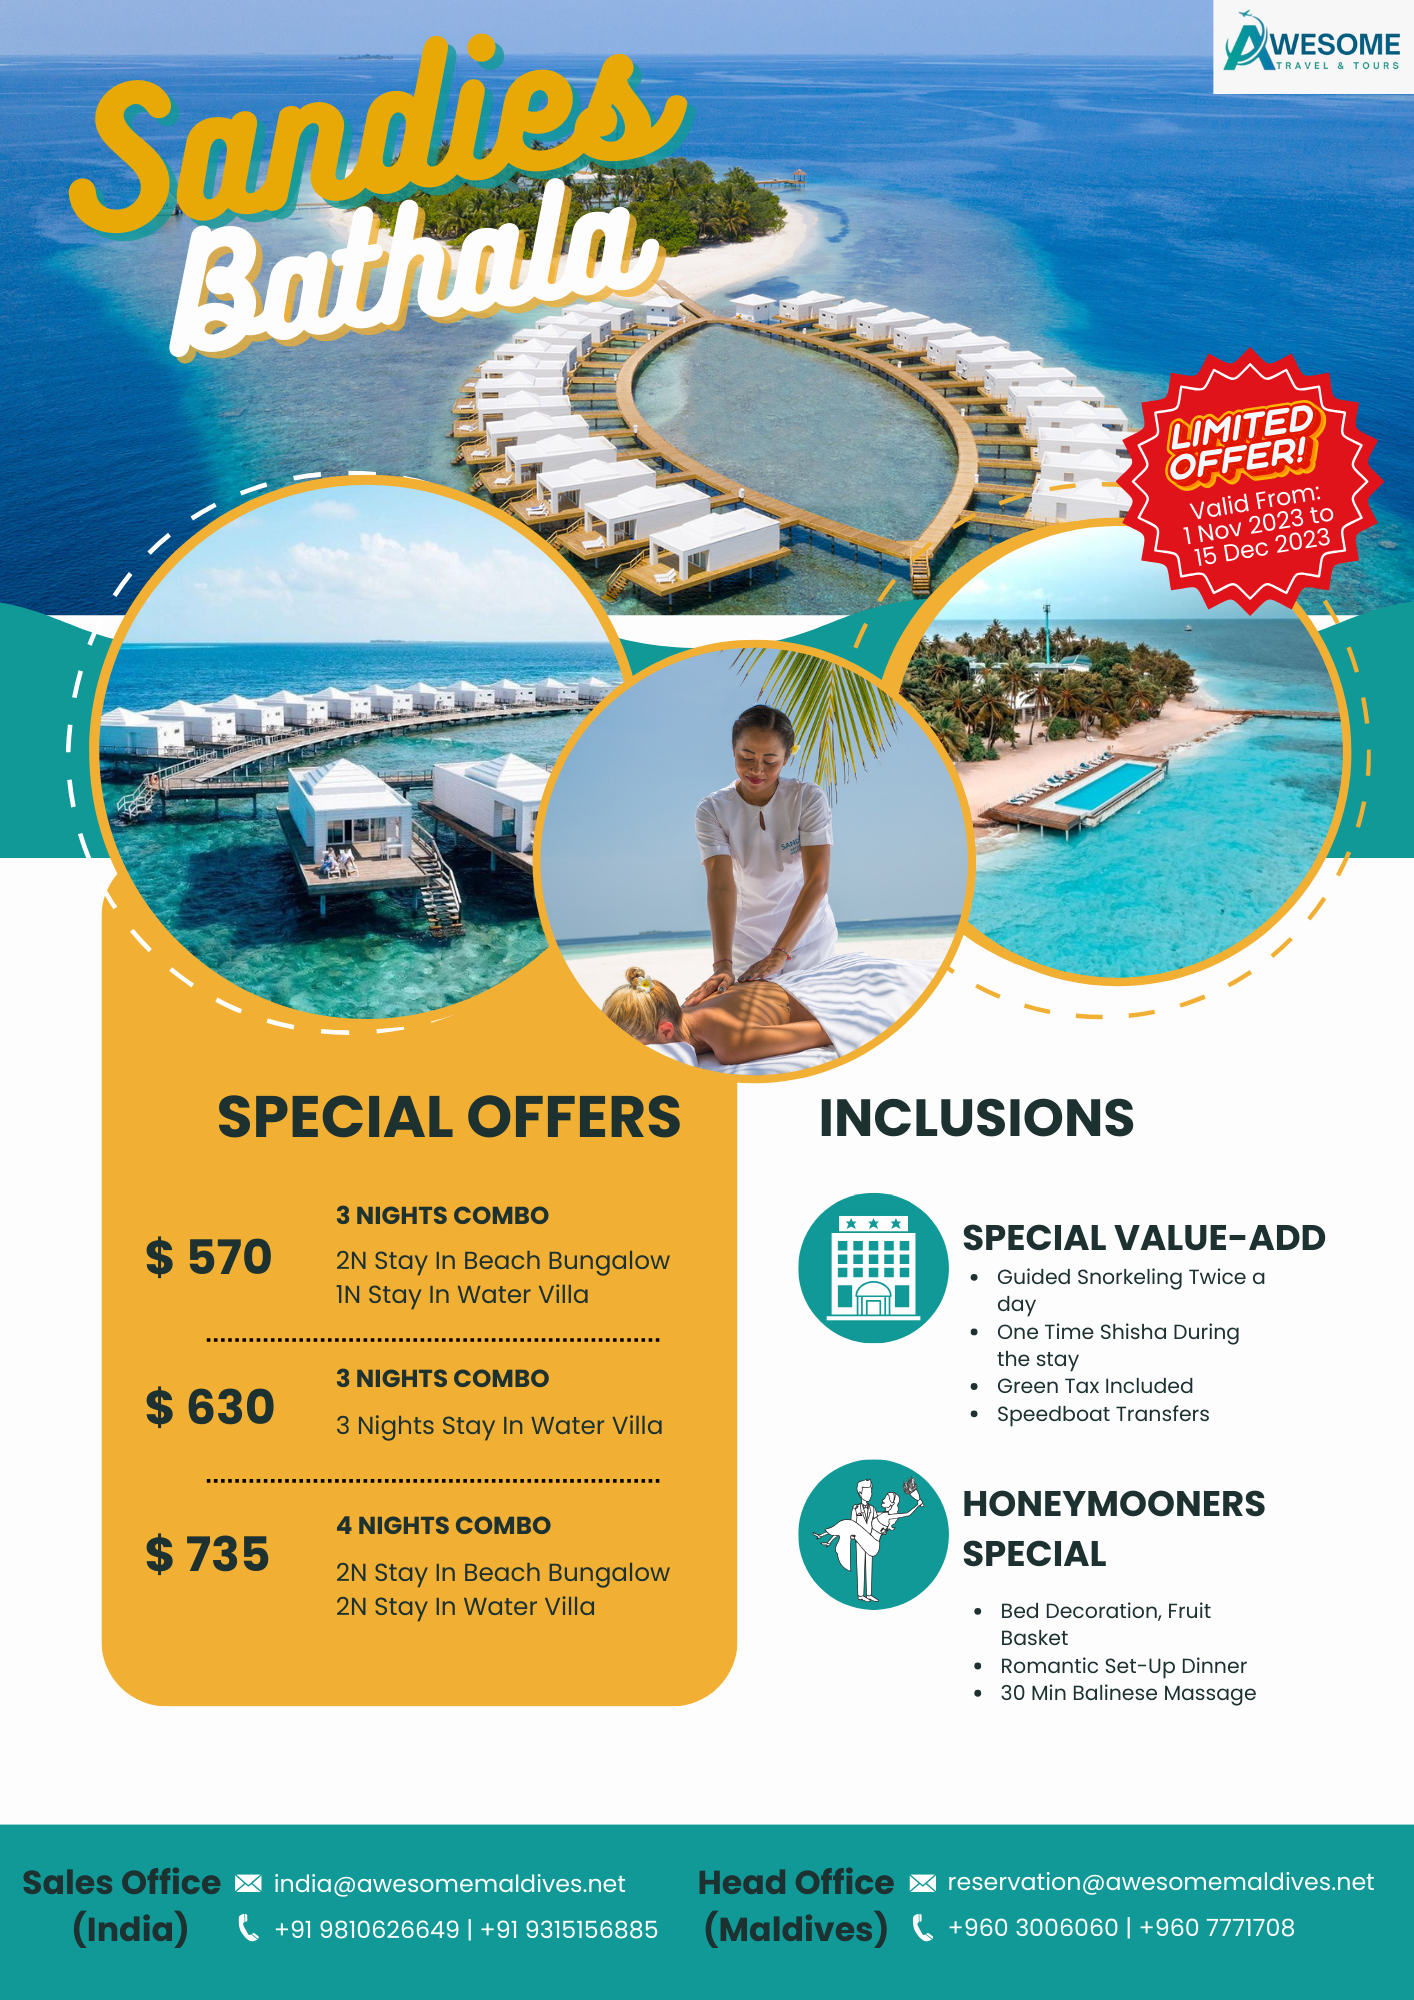 AWESOME
TRAVEL & TOURS
Sandies
Bathala
LIMITED
OFFER!
Valid From:
1 Nov 2023 to
15 Dec 2023
SPECIAL OFFERS
$ 570
3 NIGHTS COMBO
2N Stay In Beach Bungalow
1N Stay In Water Villa
$ 630
3 NIGHTS COMBO
3 Nights Stay In Water Villa
$ 735
4 NIGHTS COMBO
2N Stay In Beach Bungalow
2N Stay In Water Villa
INCLUSIONS
SPECIAL VALUE-ADD
• Guided Snorkeling Twice a
day
• One Time Shisha During
the stay
• Green Tax Included
• Speedboat Transfers
HONEYMOONERS
SPECIAL
• Bed Decoration, Fruit
Basket
• Romantic Set-Up Dinner
• 30 Min Balinese Massage
Sales Office
(India)
india@awesomemaldives.net
+91 9810626649 | +91 9315156885
Head Office
(Maldives)
reservation@awesomemaldives.net
+960 3006060 | +960 7771708